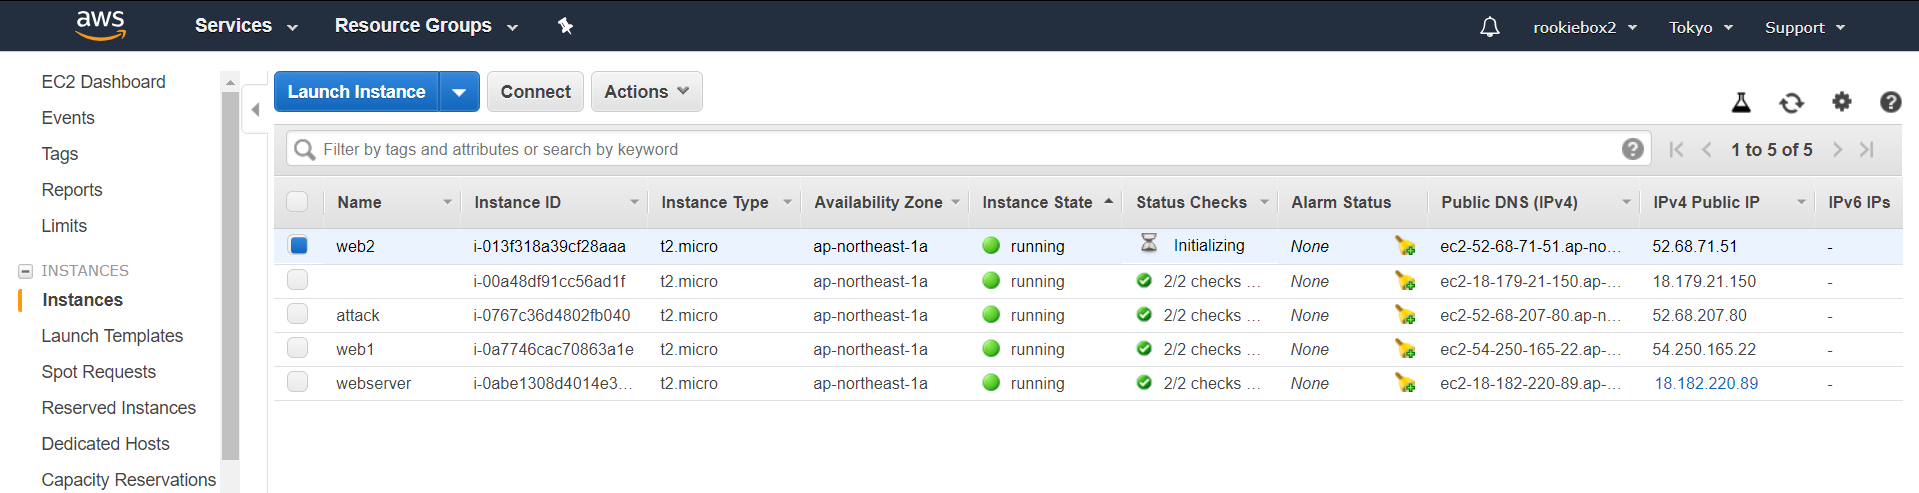 aws Services Resource Groups rookiebox2 Tokyo Support
EC2 Dashboard
Events
Tags
Reports
Limits
INSTANCES
Instances
Launch Templates
Spot Requests
Reserved Instances
Dedicated Hosts
Capacity Reservations
Launch Instance Connect Actions
Filter by tags and attributes or search by keyword 1 to 5 of 5
Name Instance ID Instance Type Availability Zone Instance State Status Checks Alarm Status Public DNS (IPv4) IPv4 Public IP IPv6 IPs
web2 i-013f318a39cf28aaa t2.micro ap-northeast-1a running Initializing None ec2-52-68-71-51.ap-no... 52.68.71.51 -
i-00a48df91cc56ad1f t2.micro ap-northeast-1a running 2/2 checks ... None ec2-18-179-21-150.ap-... 18.179.21.150 -
attack i-0767c36d4802fb040 t2.micro ap-northeast-1a running 2/2 checks ... None ec2-52-68-207-80.ap-n... 52.68.207.80 -
web1 i-0a7746cac70863a1e t2.micro ap-northeast-1a running 2/2 checks ... None ec2-54-250-165-22.ap-... 54.250.165.22 -
webserver i-0abe1308d4014e3... t2.micro ap-northeast-1a running 2/2 checks ... None ec2-18-182-220-89.ap-... 18.182.220.89 -